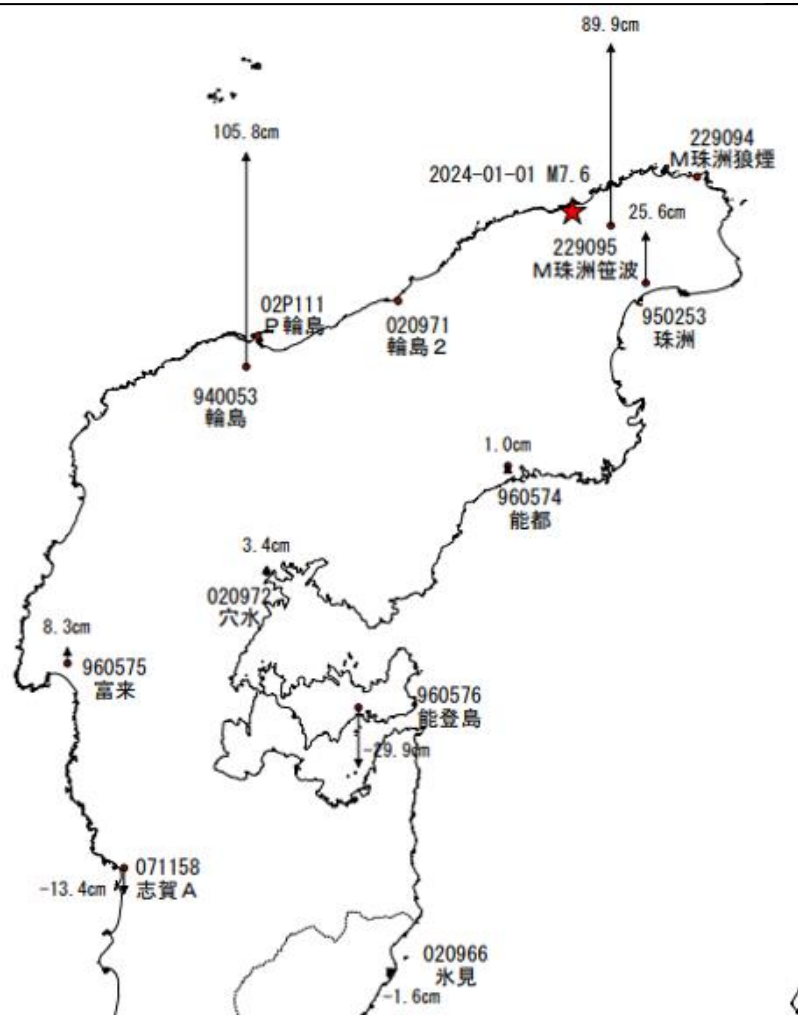 89.9cm
105.8cm
229094
M珠洲狼煙
2024-01-01 M7.6
25.6cm
229095
M珠洲笹波
02P111
P輪島
020971
輪島2
950253
珠洲
940053
輪島
1.0cm
960574
能都
3.4cm
020972
穴水
8.3cm
960575
富来
960576
能登島
-29.9cm
071158
志賀A
-13.4cm
020966
氷見
-1.6cm